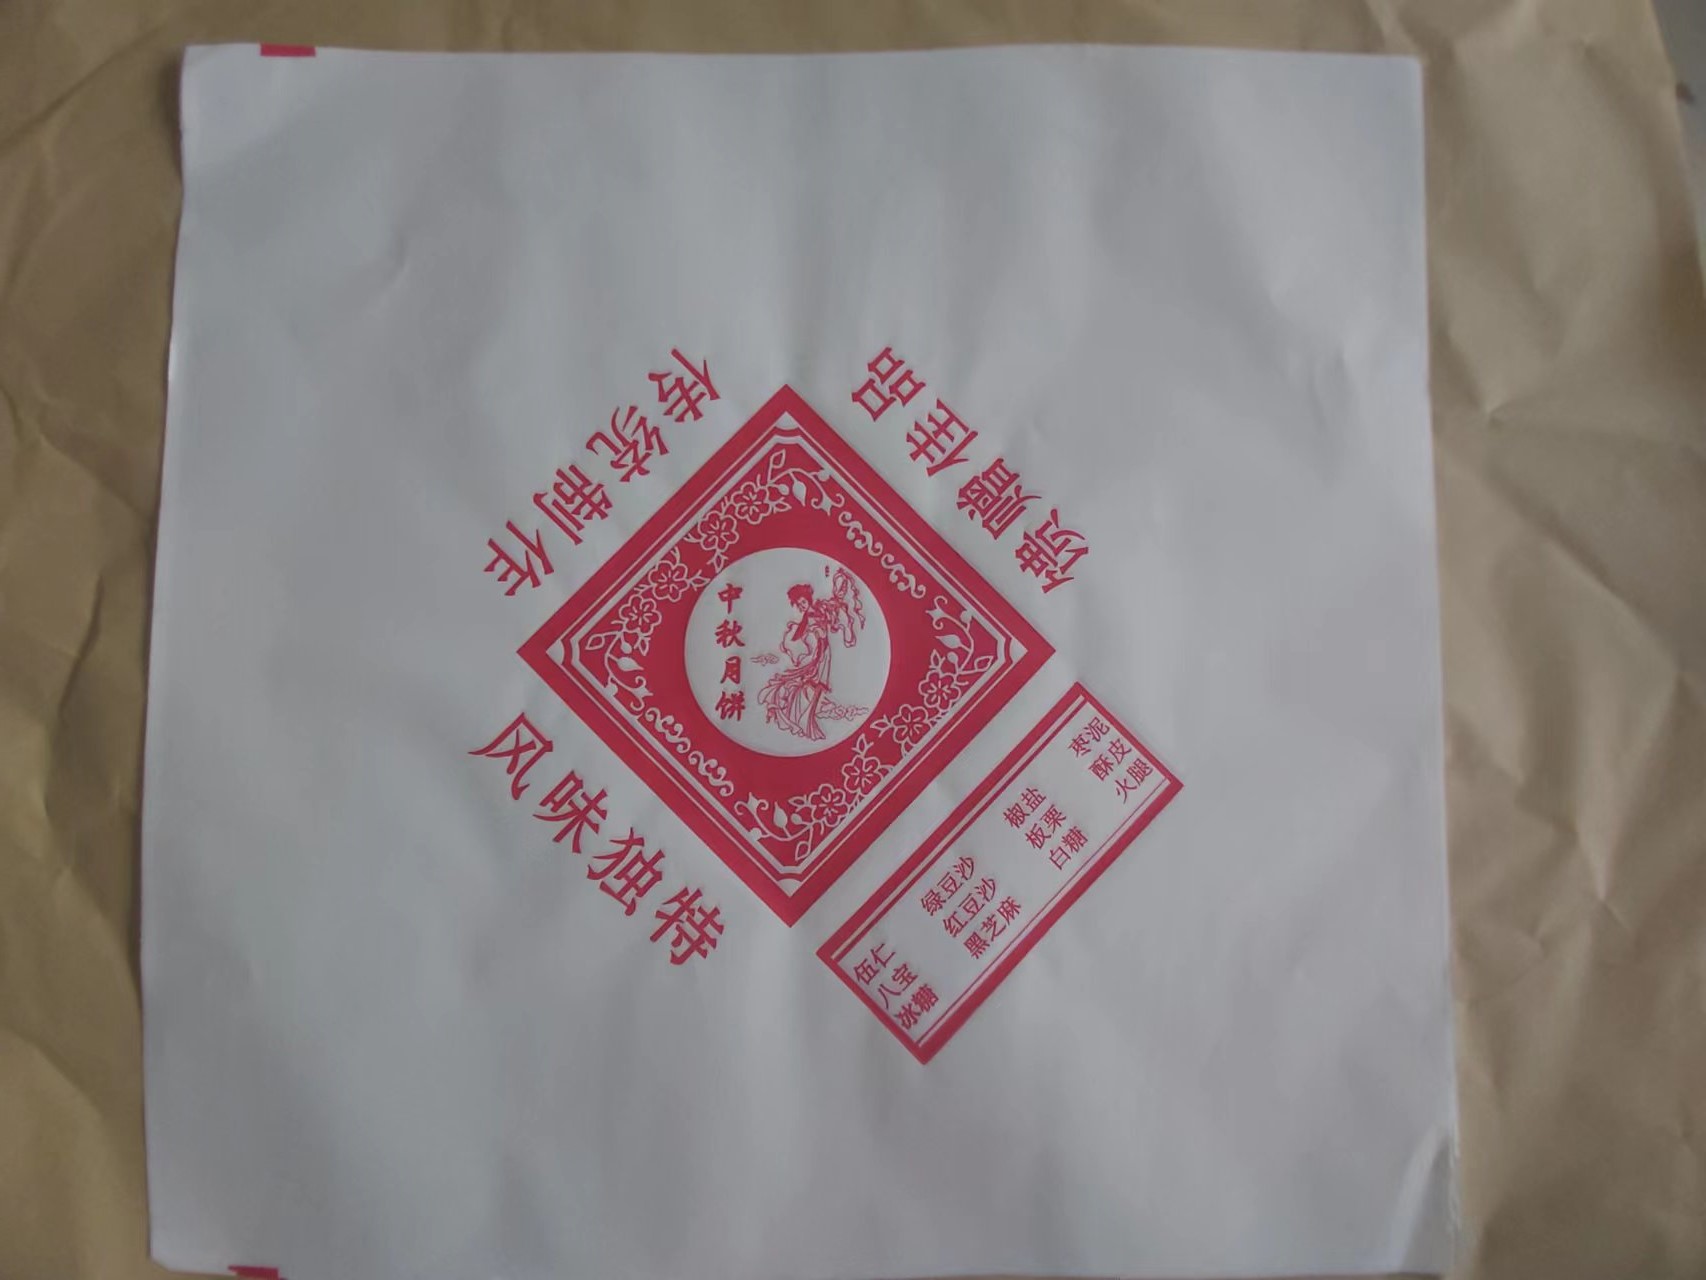 传统制作
馈赠佳品
中秋月饼
风味独特
伍仁 绿豆沙 椒盐 枣泥
八宝 红豆沙 板栗 酥皮
冰糖 黑芝麻 白糖 火腿